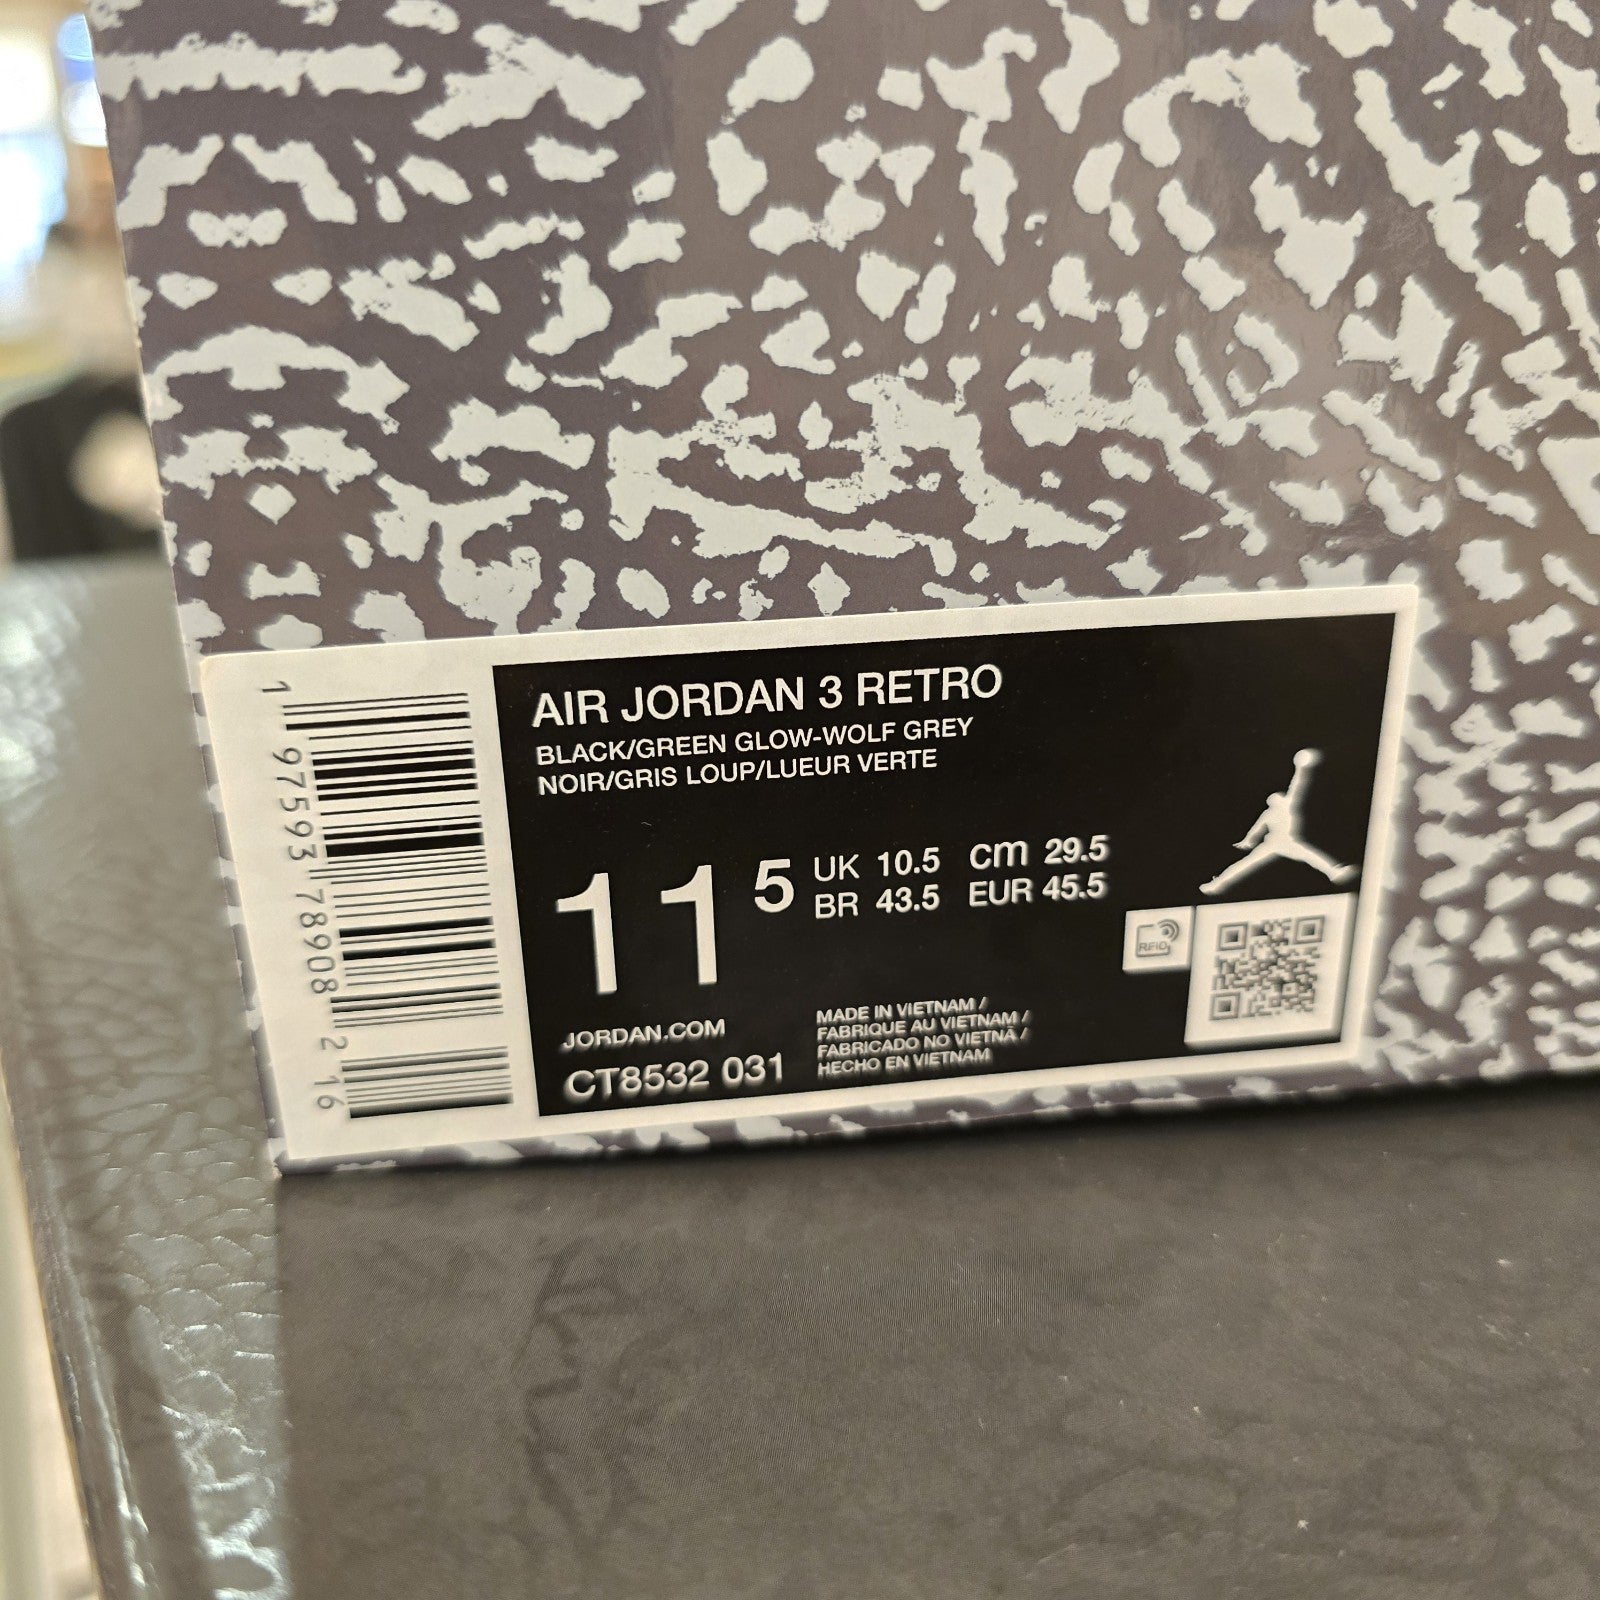 AIR JORDAN 3 RETRO
BLACK/GREEN GLOW-WOLF GREY
NOIR/GRIS LOUP/LUEUR VERTE
11 5
UK 10.5 cm 29.5
BR 43.5 EUR 45.5
RFID
JORDAN.COM
CT8532 031
MADE IN VIETNAM /
FABRIQUE AU VIETNAM /
FABRICADO NO VIETNÃ /
HECHO EN VIETNAM
1 97593 78908 2 16